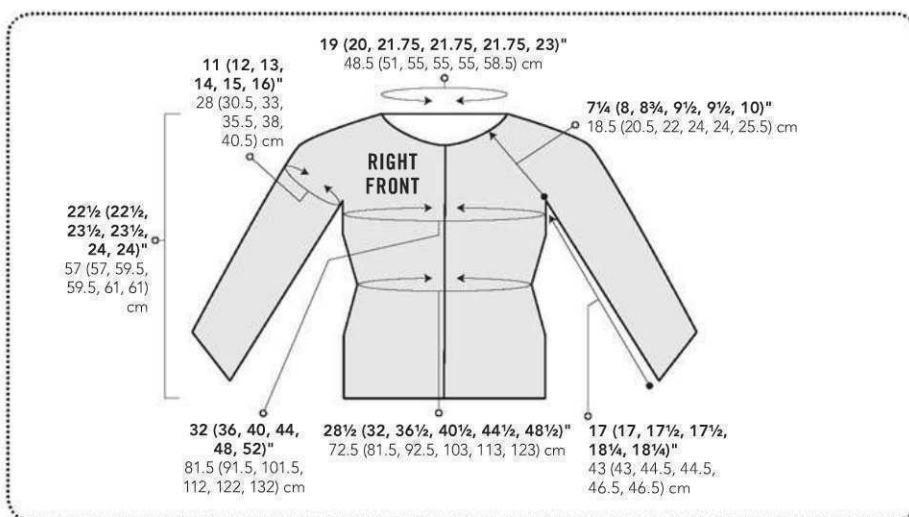 19 (20, 21.75, 21.75, 21.75, 23)"
48.5 (51, 55, 55, 55, 58.5) cm
11 (12, 13,
14, 15, 16)"
28 (30.5, 33,
35.5, 38,
40.5) cm
7¼ (8, 8¾, 9½, 9½, 10)"
18.5 (20.5, 22, 24, 24, 25.5) cm
RIGHT
FRONT
22½ (22½,
23½, 23½,
24, 24)"
57 (57, 59.5,
59.5, 61, 61)
cm
32 (36, 40, 44,
48, 52)"
81.5 (91.5, 101.5,
112, 122, 132) cm
28½ (32, 36½, 40½, 44½, 48½)"
72.5 (81.5, 92.5, 103, 113, 123) cm
17 (17, 17½, 17½,
18¼, 18¼)"
43 (43, 44.5, 44.5,
46.5, 46.5) cm